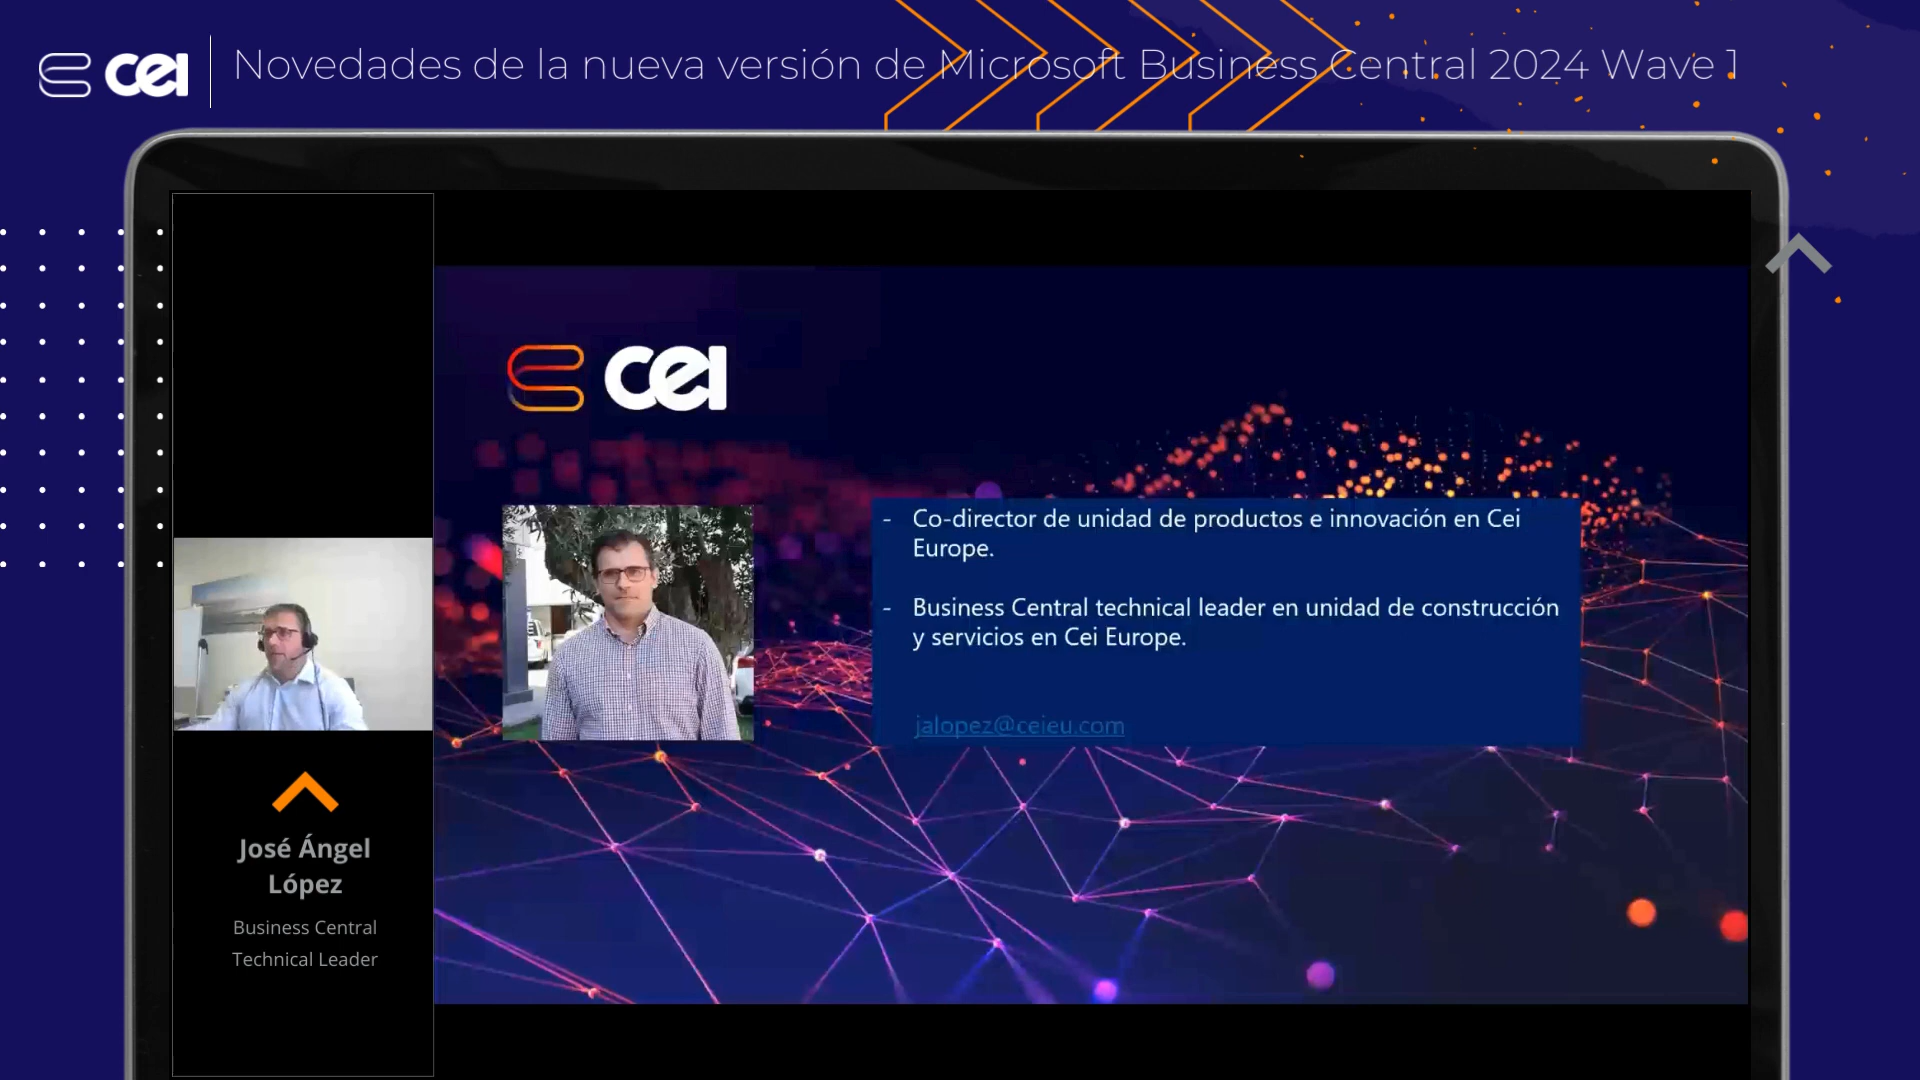 cei
Novedades de la nueva versión de Microsoft Business Central 2024 Wave 1
cei
- Co-director de unidad de productos e innovación en Cei
Europe.
- Business Central technical leader en unidad de construcción
y servicios en Cei Europe.
jalopez@ceieu.com
José Ángel
López
Business Central
Technical Leader